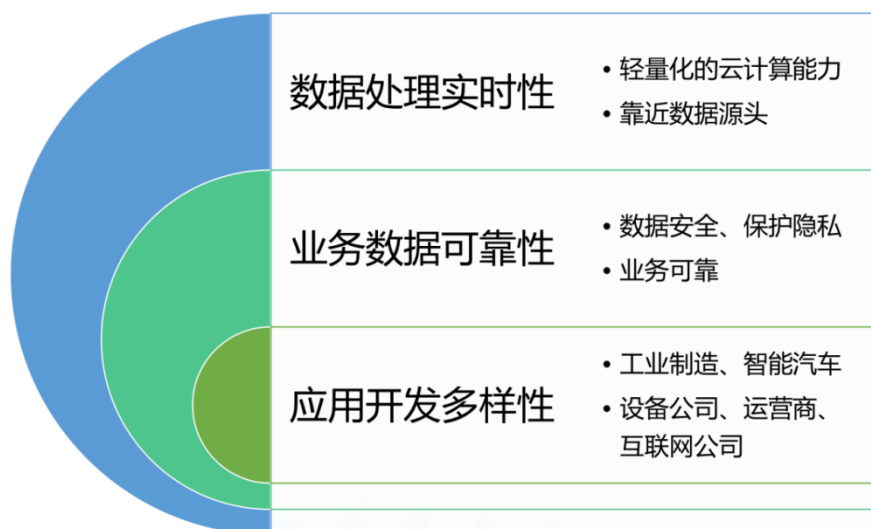 数据处理实时性
• 轻量化的云计算能力
• 靠近数据源头
业务数据可靠性
• 数据安全、保护隐私
• 业务可靠
应用开发多样性
• 工业制造、智能汽车
• 设备公司、运营商、
互联网公司